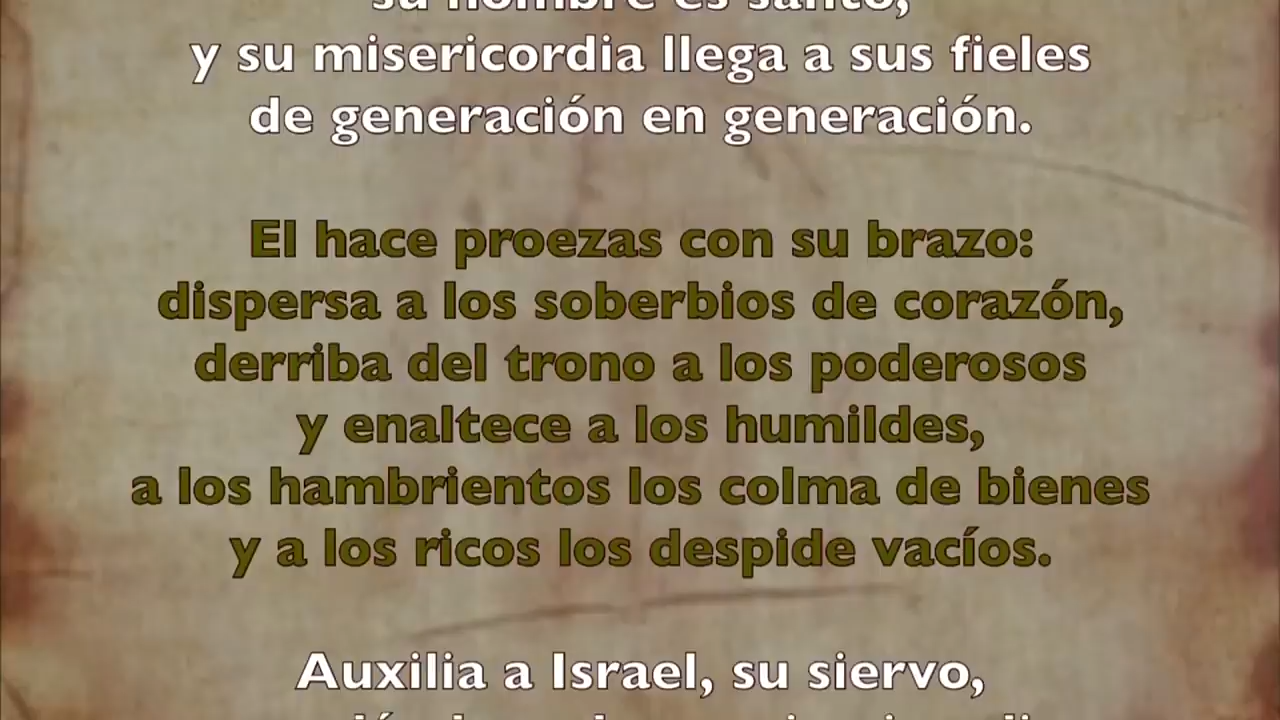 su nombre es santo,
y su misericordia llega a sus fieles
de generación en generación.
El hace proezas con su brazo:
dispersa a los soberbios de corazón,
derriba del trono a los poderosos
y enaltece a los humildes,
a los hambrientos los colma de bienes
y a los ricos los despide vacíos.
Auxilia a Israel, su siervo,